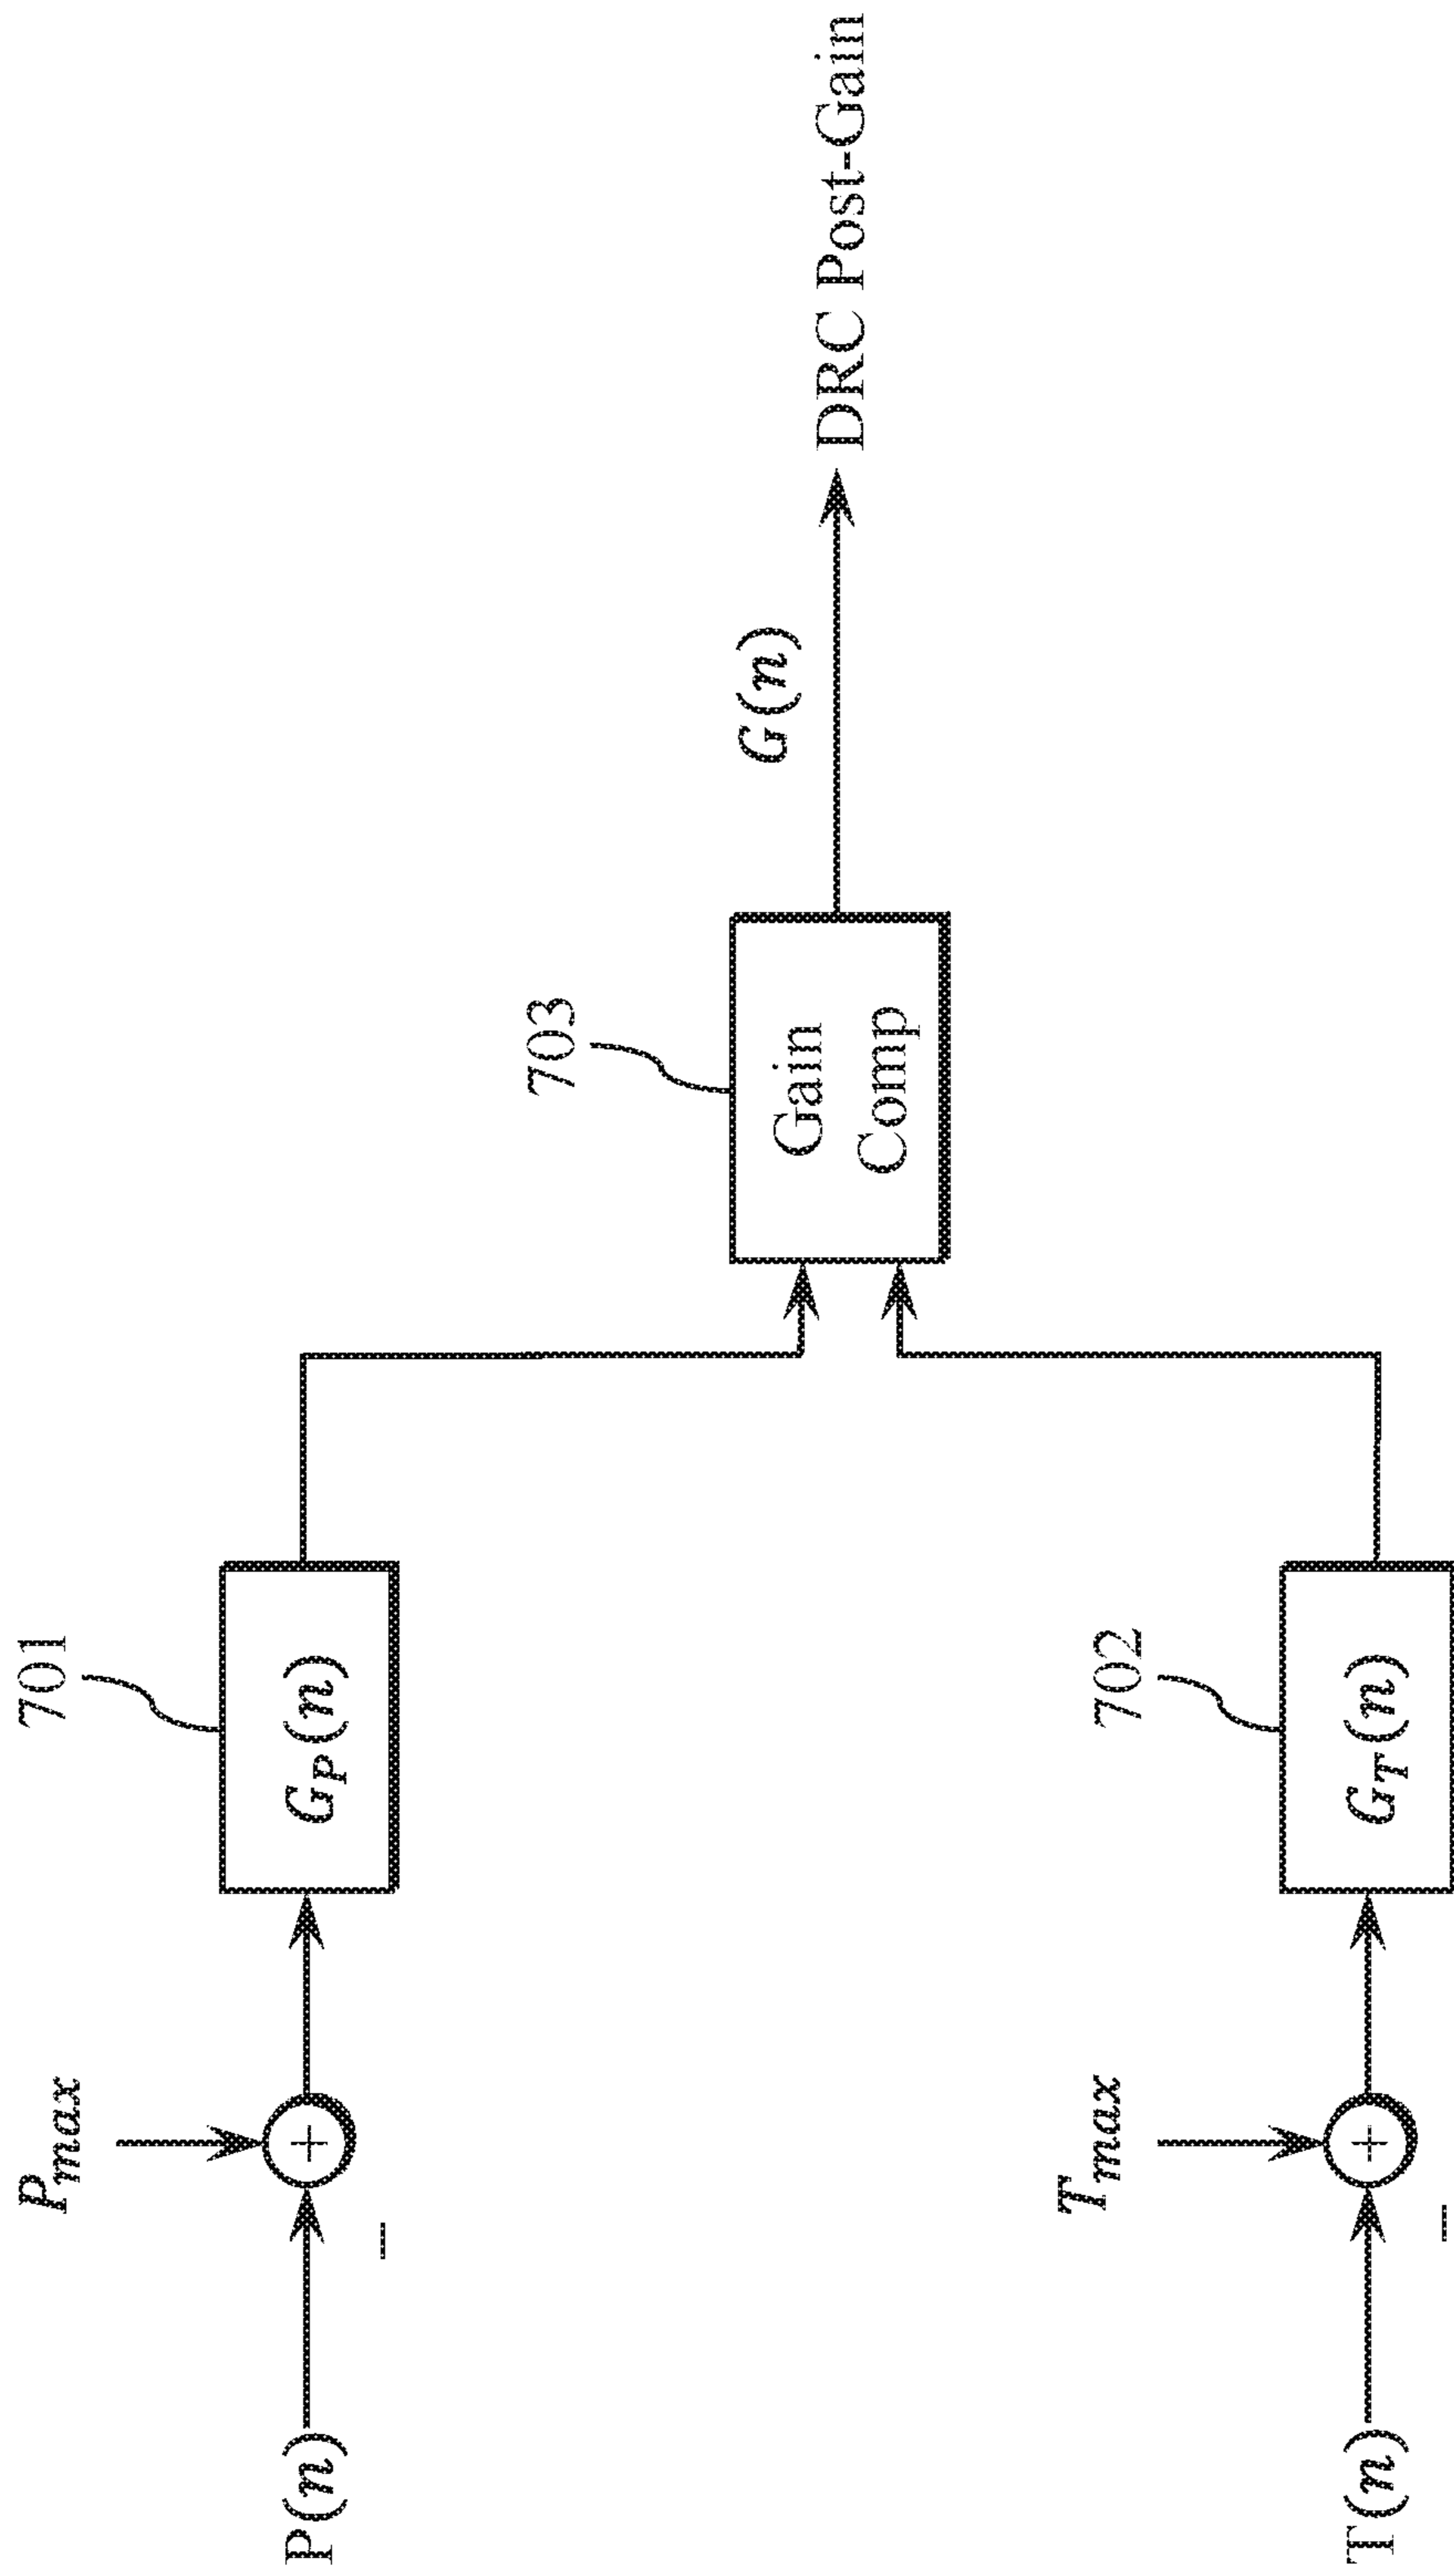 P_max
701
P(n)
+
−
G_P(n)
703
Gain
Comp
G(n)
DRC Post-Gain
T_max
702
T(n)
+
−
G_T(n)